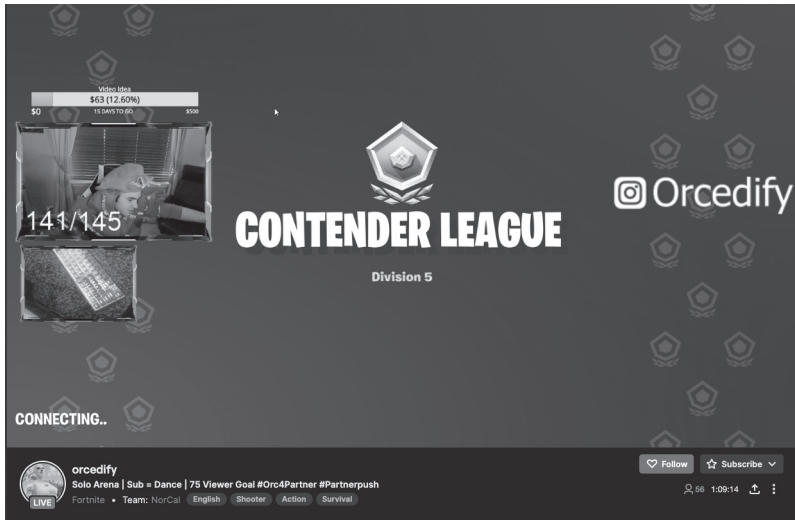 Video Idea
$63 (12.60%)
$0 15 DAYS TO GO $500
141/145
CONTENDER LEAGUE
Division 5
Orcedify
CONNECTING..
orcedify
Solo Arena | Sub = Dance | 75 Viewer Goal #Orc4Partner #Partnerpush
Fortnite • Team: NorCal English Shooter Action Survival
LIVE
Follow Subscribe
56 1:09:14